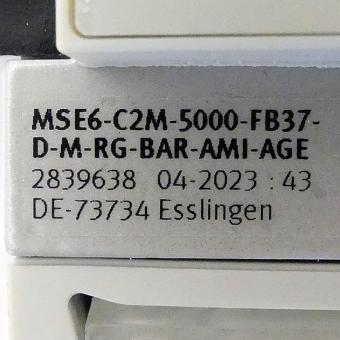 MSE6-C2M-5000-FB37-
D-M-RG-BAR-AMI-AGE
2839638 04-2023 : 43
DE-73734 Esslingen